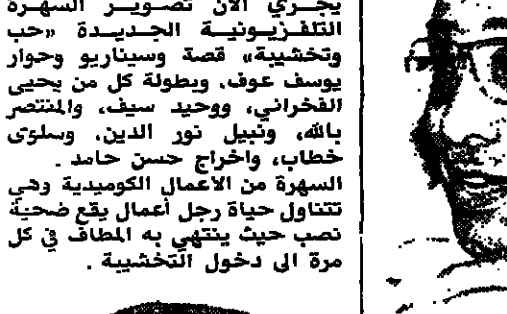 يجري الآن تصوير السهرة
التلفزيونية الجديدة «حب
وتخشيبة» قصة وسيناريو وحوار
يوسف عوف، وبطولة كل من يحيى
الفخراني، ووحيد سيف، والمنتصر
بالله، ونبيل نور الدين، وسلوى
خطاب، واخراج حسن حامد .
السهرة من الأعمال الكوميدية وهي
تتناول حياة رجل أعمال يقع ضحية
نصب حيث ينتهي به المطاف في كل
مرة الى دخول التخشيبة .